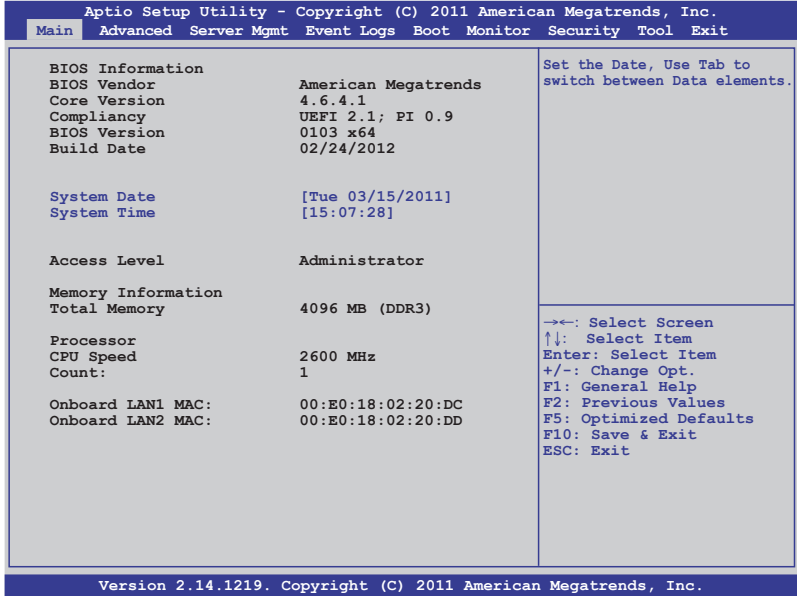 Aptio Setup Utility - Copyright (C) 2011 American Megatrends, Inc.
Main Advanced Server Mgmt Event Logs Boot Monitor Security Tool Exit
BIOS Information
BIOS Vendor American Megatrends
Core Version 4.6.4.1
Compliancy UEFI 2.1; PI 0.9
BIOS Version 0103 x64
Build Date 02/24/2012
System Date [Tue 03/15/2011]
System Time [15:07:28]
Access Level Administrator
Memory Information
Total Memory 4096 MB (DDR3)
Processor
CPU Speed 2600 MHz
Count: 1
Onboard LAN1 MAC: 00:E0:18:02:20:DC
Onboard LAN2 MAC: 00:E0:18:02:20:DD
Set the Date, Use Tab to
switch between Data elements.
→←: Select Screen
↑↓: Select Item
Enter: Select Item
+/-: Change Opt.
F1: General Help
F2: Previous Values
F5: Optimized Defaults
F10: Save & Exit
ESC: Exit
Version 2.14.1219. Copyright (C) 2011 American Megatrends, Inc.